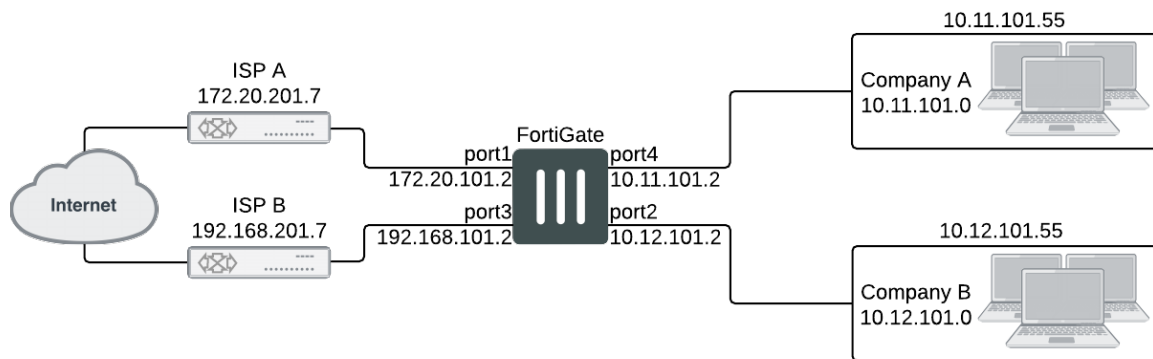 Internet
ISP A
172.20.201.7
ISP B
192.168.201.7
FortiGate
port1
172.20.101.2
port3
192.168.101.2
port4
10.11.101.2
port2
10.12.101.2
10.11.101.55
Company A
10.11.101.0
10.12.101.55
Company B
10.12.101.0